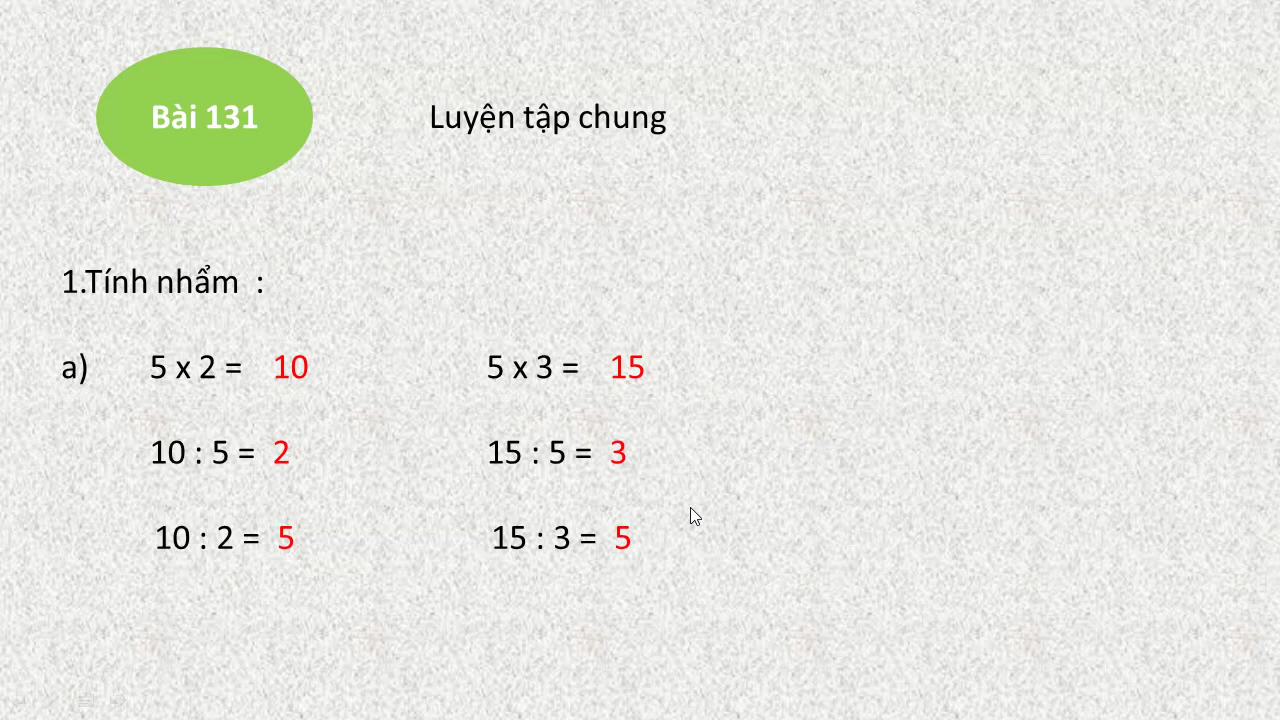 Bài 131
Luyện tập chung
1.Tính nhẩm :
a) 5 x 2 = 10 5 x 3 = 15
10 : 5 = 2 15 : 5 = 3
10 : 2 = 5 15 : 3 = 5